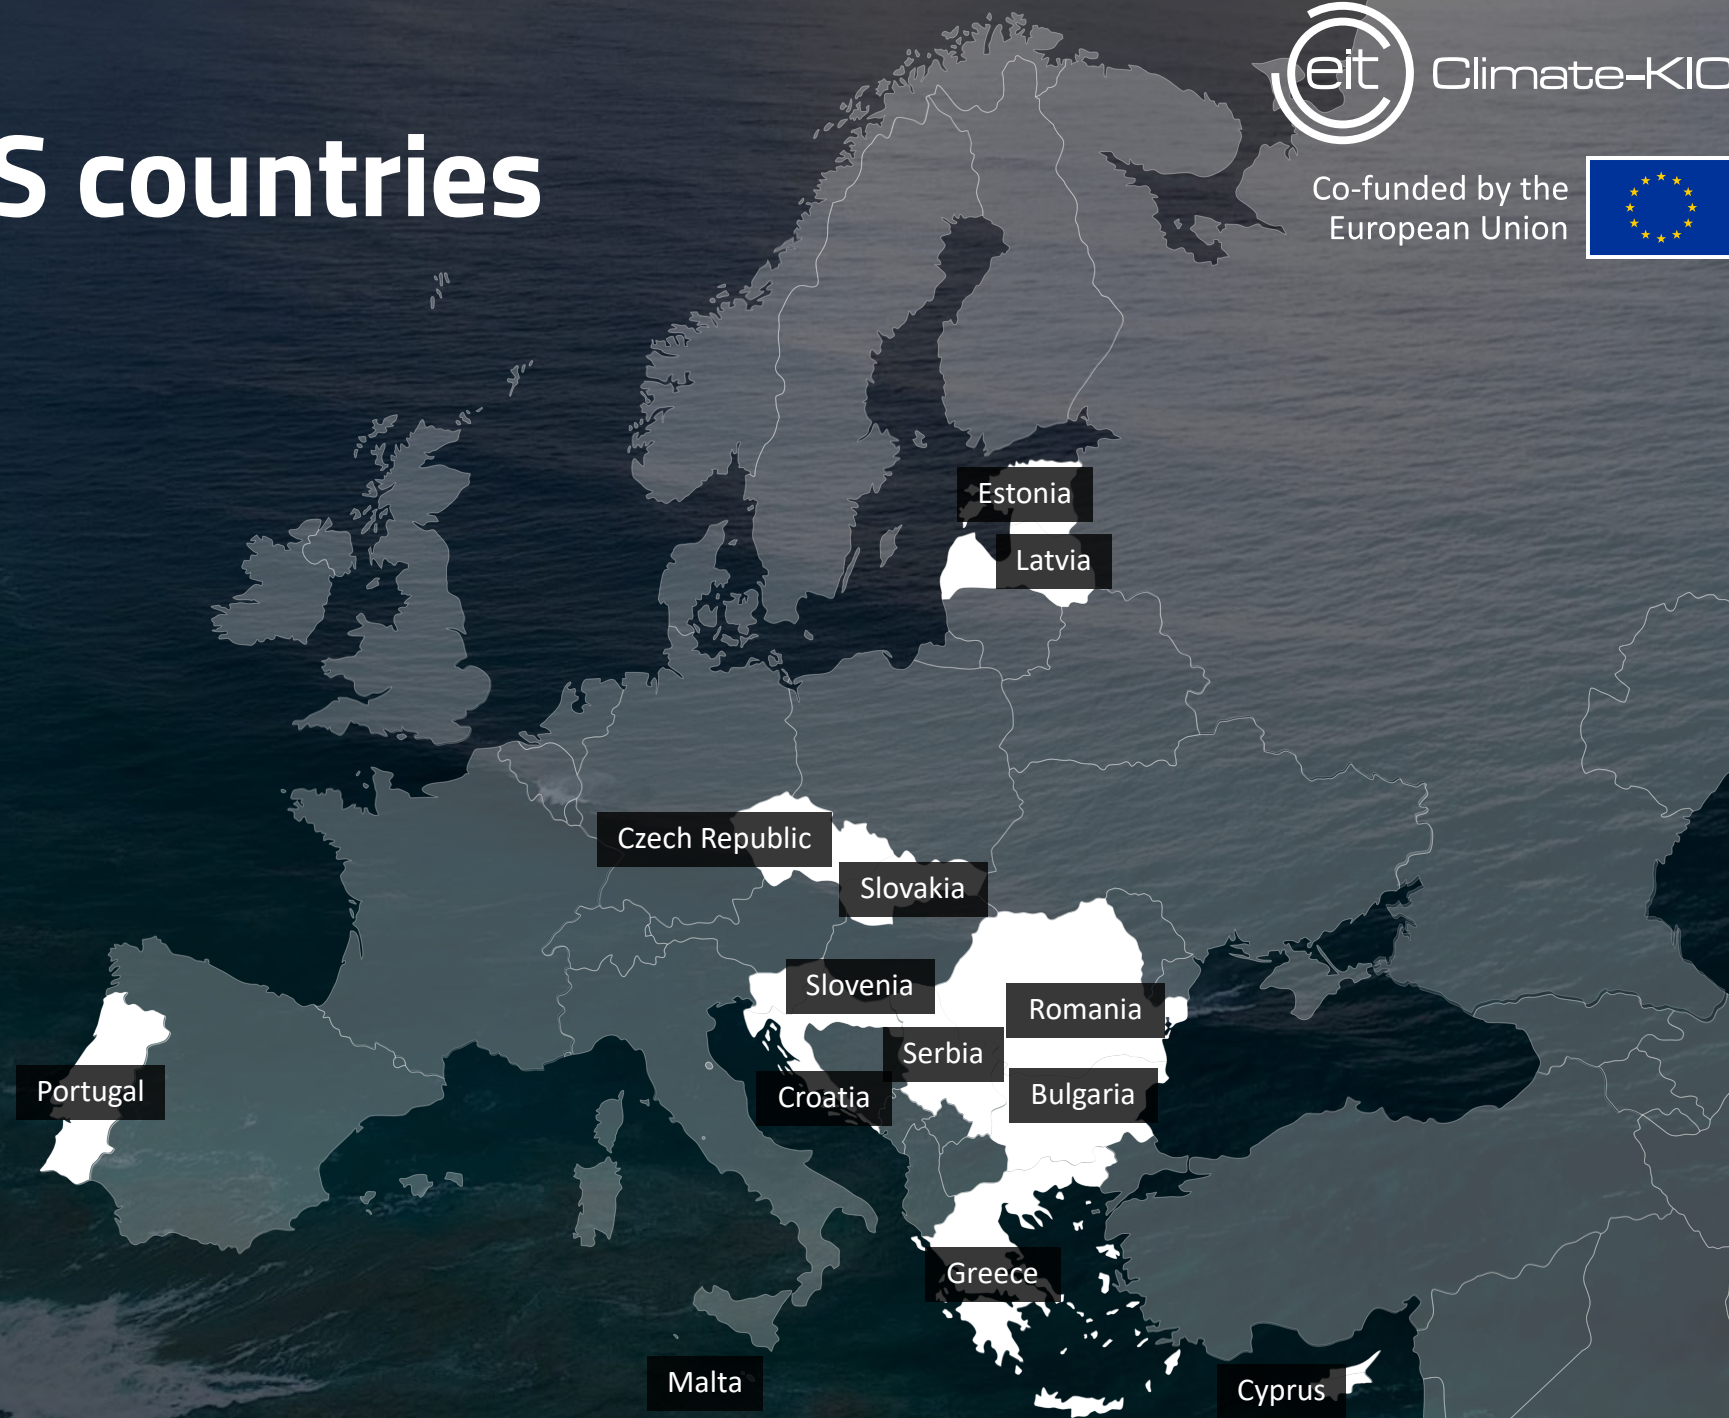 eit Climate-KIC
S countries
Co-funded by the
European Union
Estonia
Latvia
Czech Republic
Slovakia
Slovenia
Romania
Serbia
Portugal
Croatia
Bulgaria
Greece
Malta
Cyprus